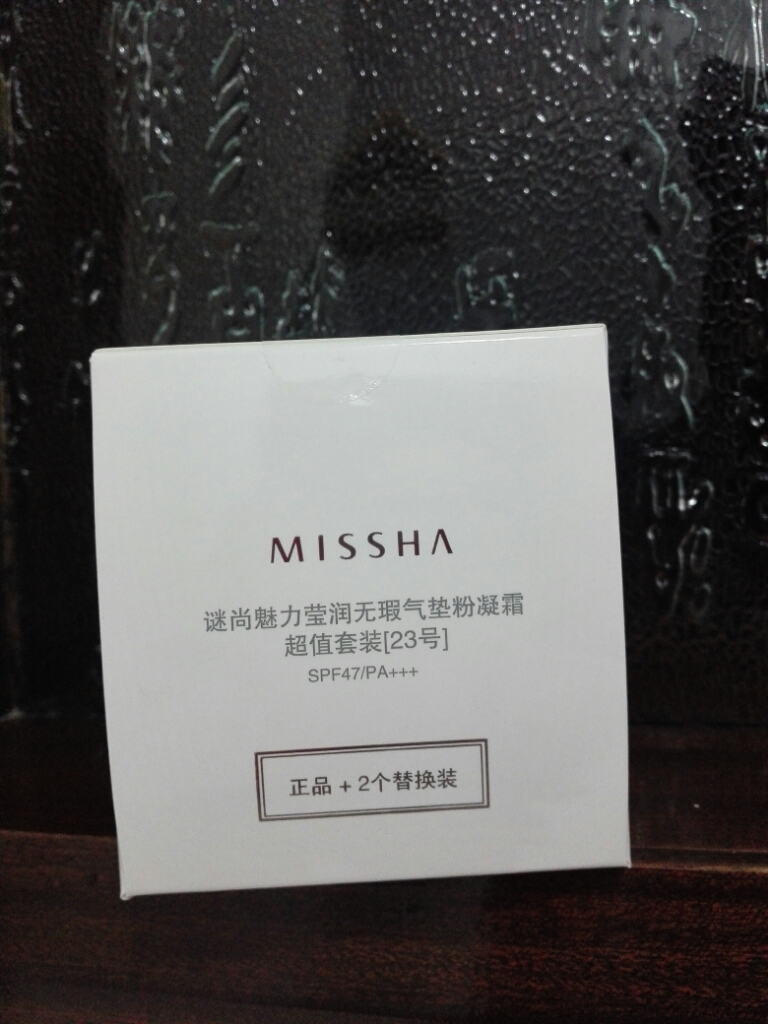 MISSHA
谜尚魅力莹润无瑕气垫粉凝霜
超值套装[23号]
SPF47/PA+++
正品 + 2个替换装